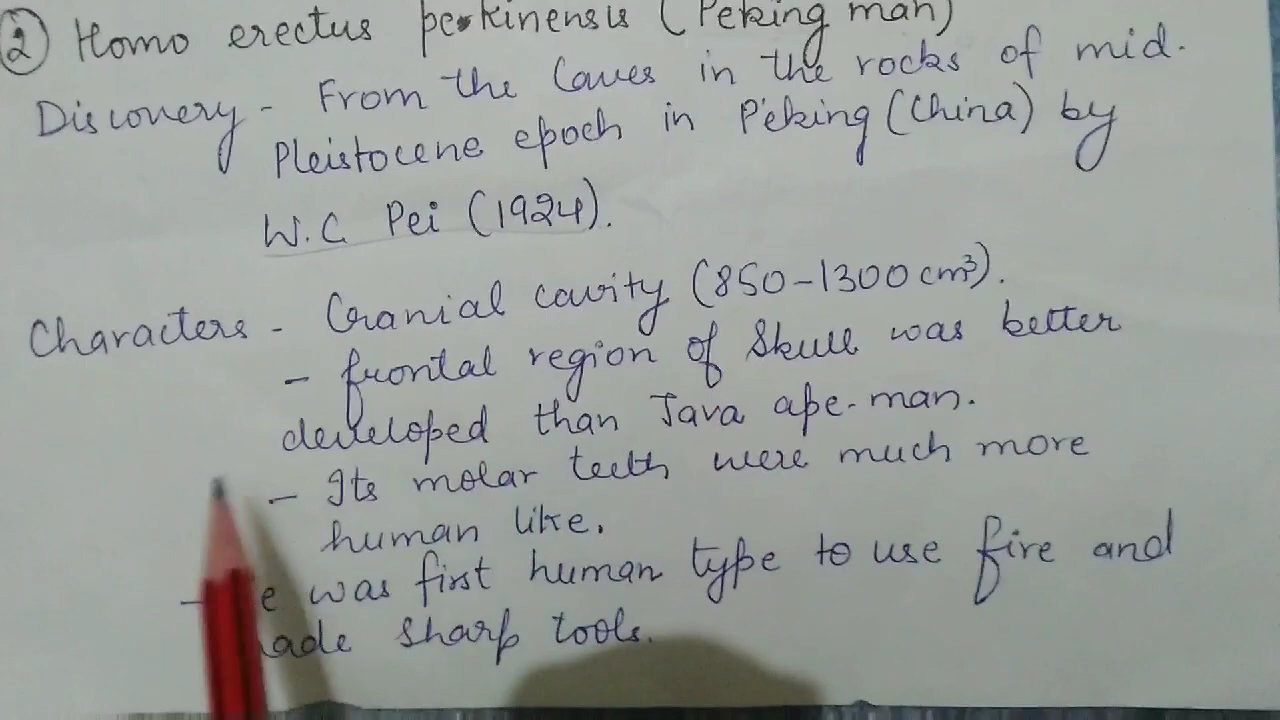 ② Homo erectus pekinensis (Peking man)
Discovery - From the Caves in the rocks of mid.
Pleistocene epoch in Peking (China) by
W.C Pei (1924).
Characters - Cranial cavity (850-1300 cm³).
- frontal region of Skull was better
developed than Java ape-man.
- Its molar teeth were much more
human like.
- was first human type to use fire and
sharp tools.